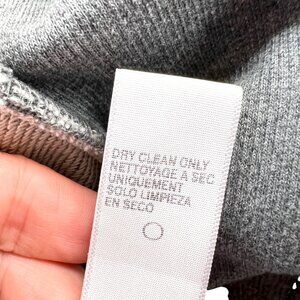 DRY CLEAN ONLY
NETTOYAGE A SEC
UNIQUEMENT
SOLO LIMPIEZA
EN SECO